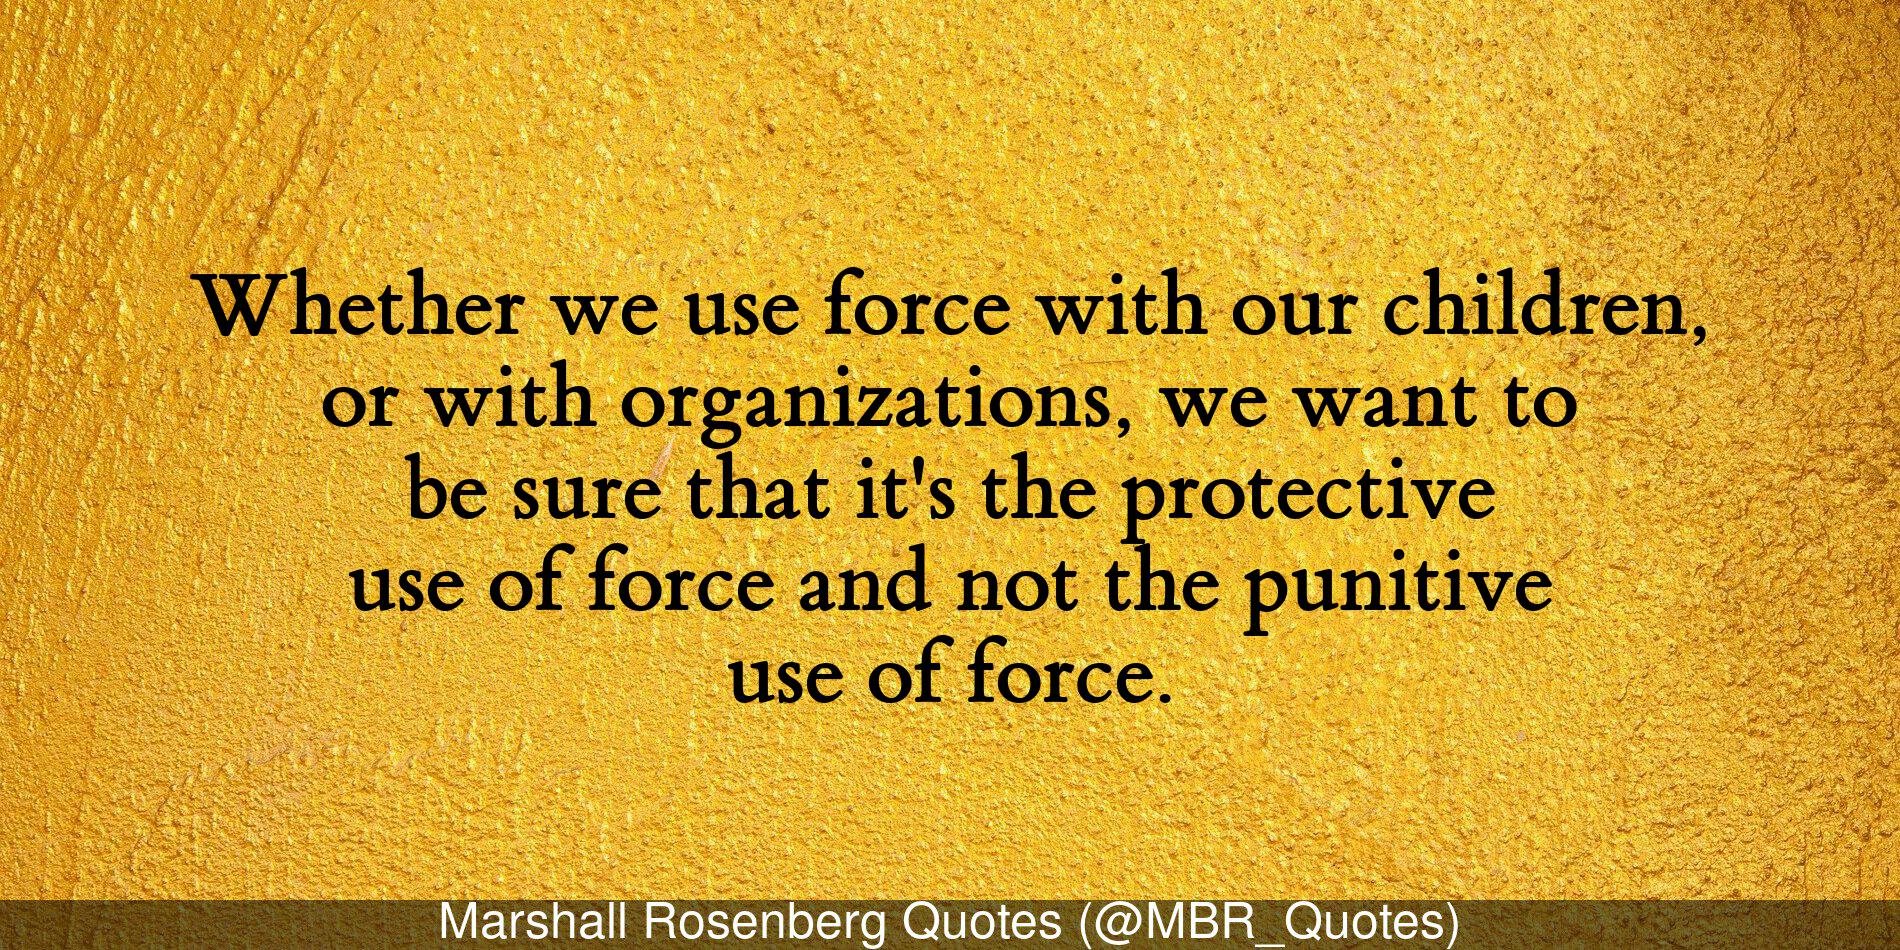 Whether we use force with our children,
or with organizations, we want to
be sure that it's the protective
use of force and not the punitive
use of force.
Marshall Rosenberg Quotes (@MBR_Quotes)